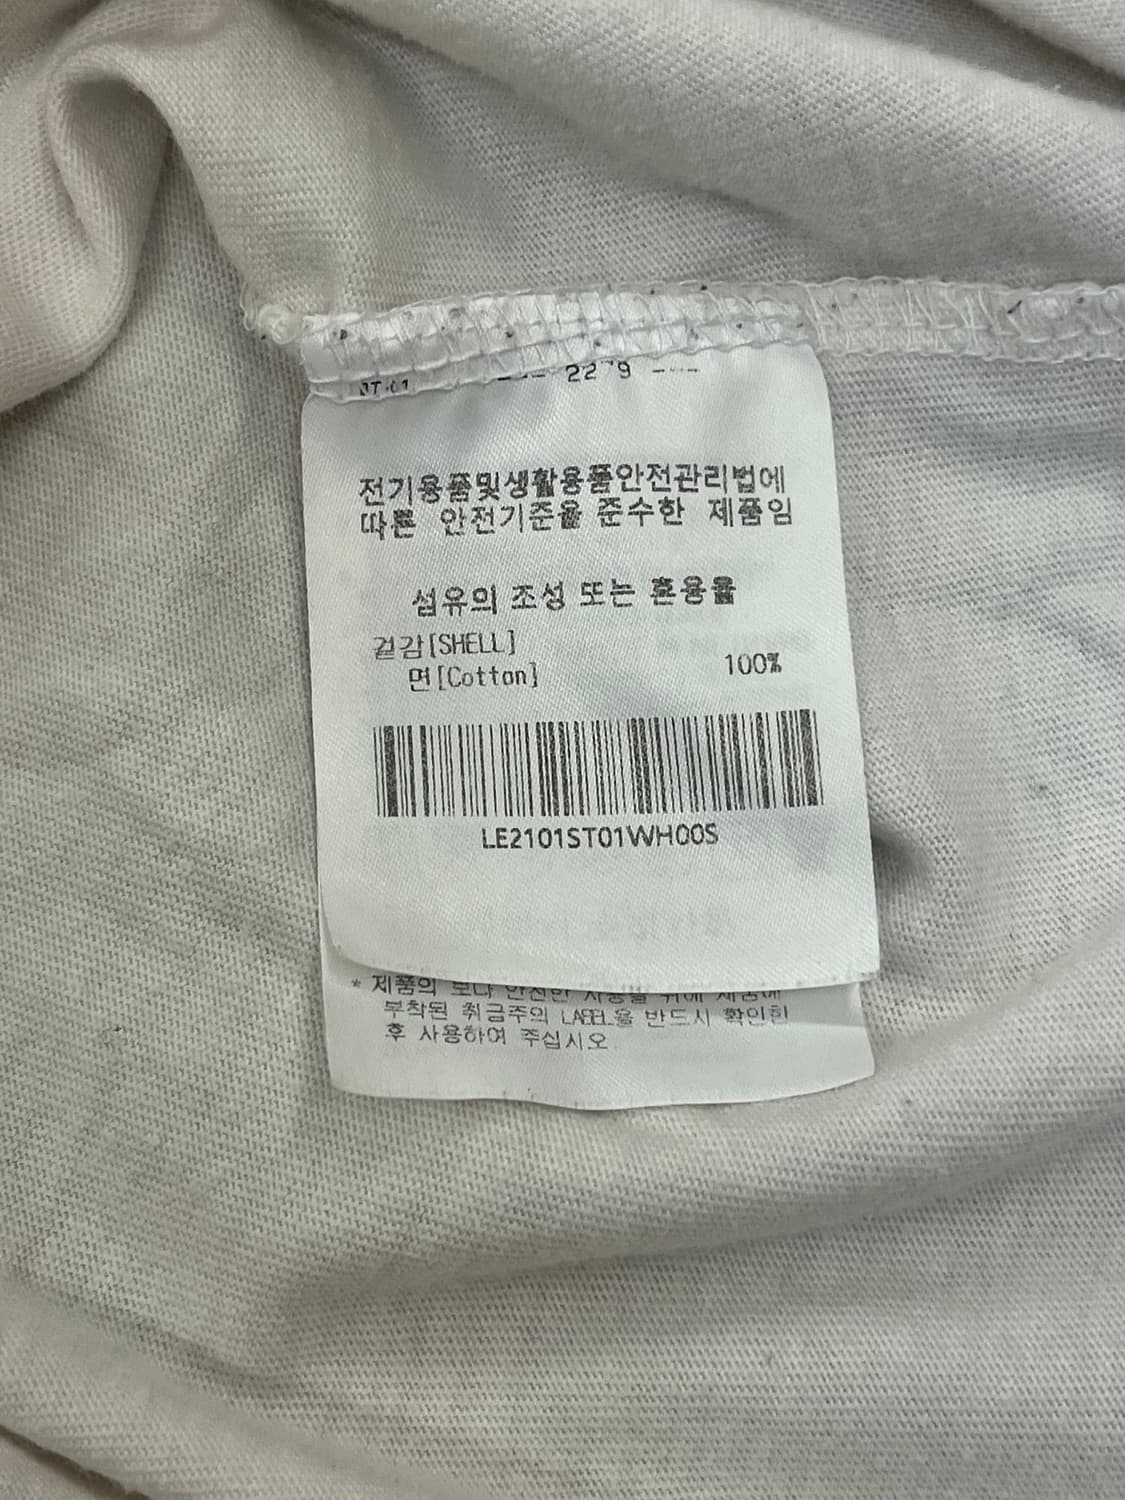 전기용품및생활용품안전관리법에
따른 안전기준을 준수한 제품임
섬유의 조성 또는 혼용율
겉감[SHELL]
면[Cotton] 100%
LE2101ST01WH00S
* 제품의 보다 안전한 사용을 위해 제품에
부착된 취급주의 LABEL을 반드시 확인한
후 사용하여 주십시오